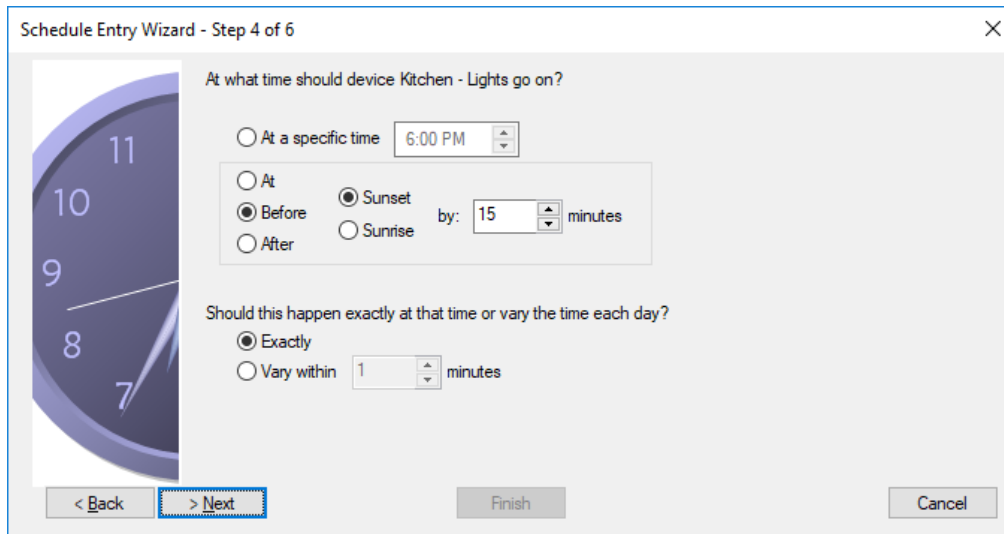 Schedule Entry Wizard - Step 4 of 6
At what time should device Kitchen - Lights go on?
At a specific time 6:00 PM
At
Before
After
Sunset
Sunrise
by: 15 minutes
Should this happen exactly at that time or vary the time each day?
Exactly
Vary within 1 minutes
11
10
9
8
7
< Back > Next Finish Cancel